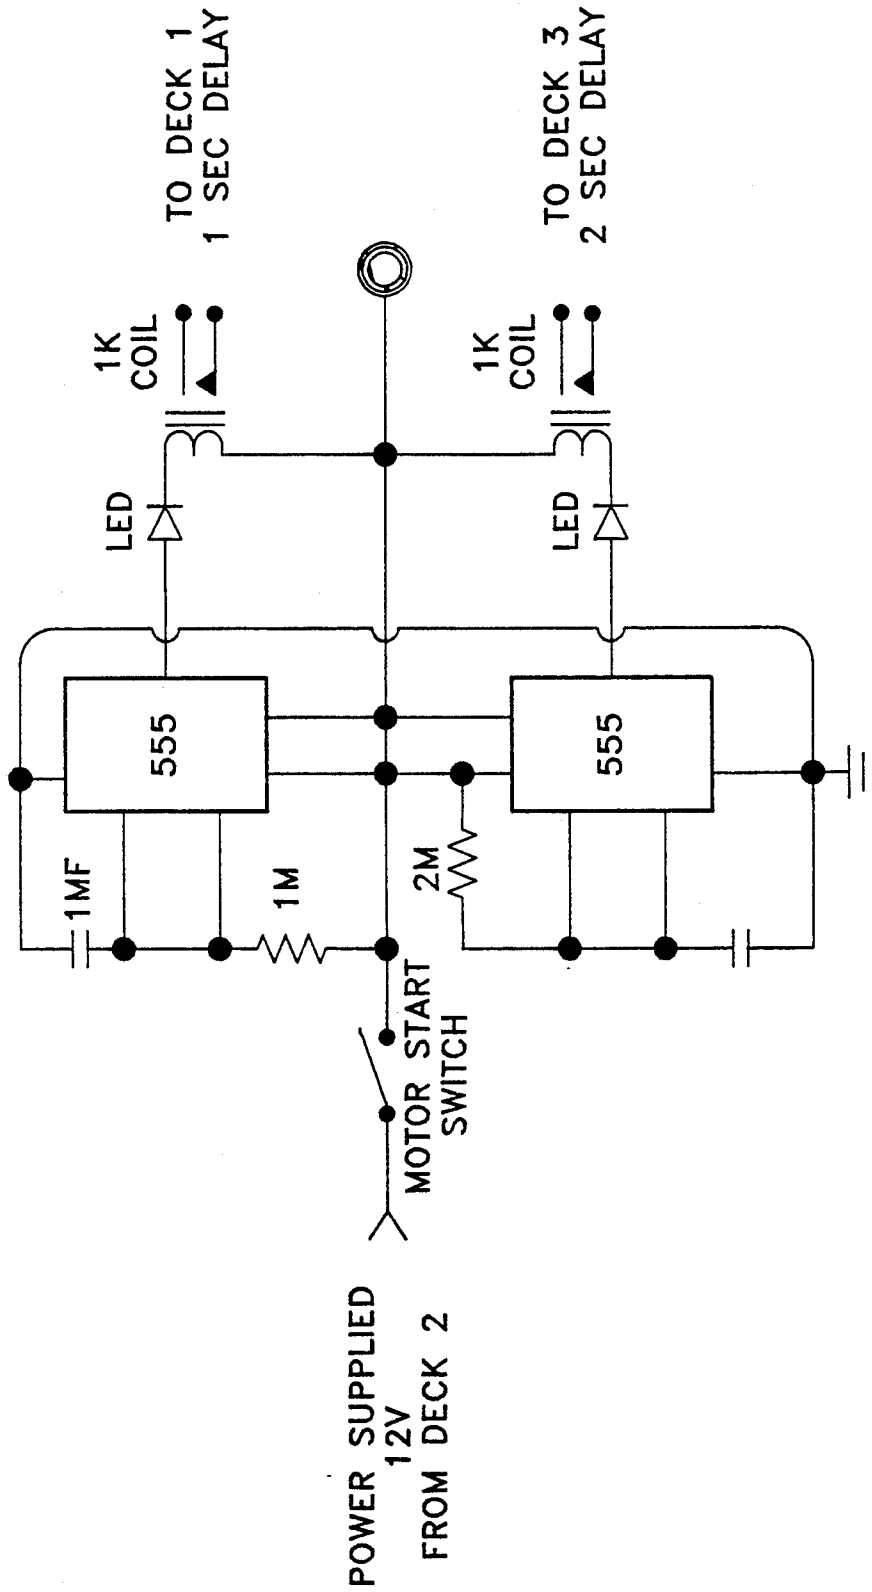 POWER SUPPLIED
12V
FROM DECK 2
MOTOR START
SWITCH
1MF
1M
2M
555
555
LED
LED
1K
COIL
1K
COIL
TO DECK 1
1 SEC DELAY
TO DECK 3
2 SEC DELAY